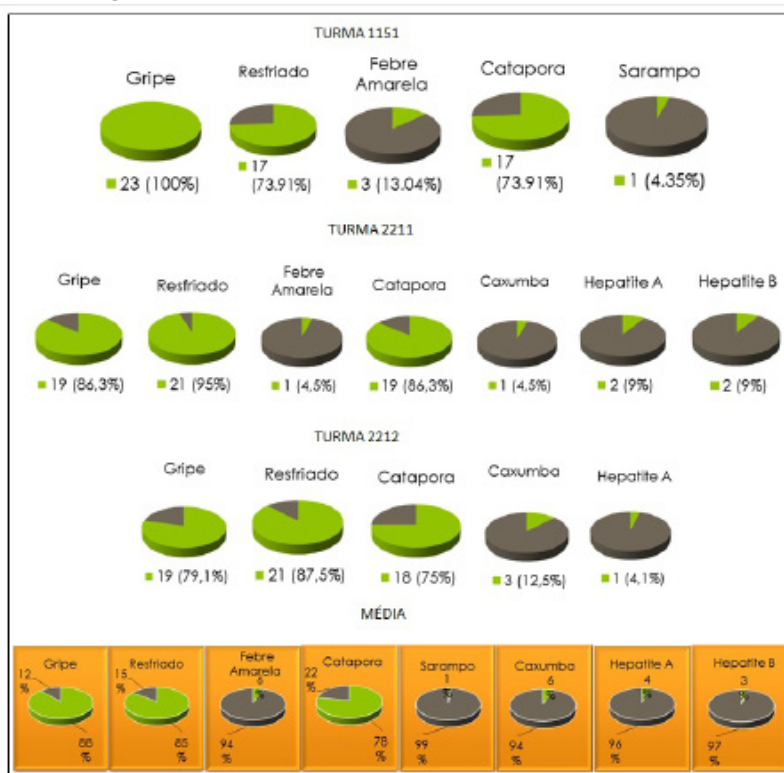 TURMA 1151
Gripe
Resfriado
Febre
Amarela
Catapora
Sarampo
23 (100%)
17
(73.91%)
3 (13.04%)
17
(73.91%)
1 (4.35%)
TURMA 2211
Gripe
Resfriado
Febre
Amarela
Catapora
Caxumba
Hepatite A
Hepatite B
19 (86,3%)
21 (95%)
1 (4,5%)
19 (86,3%)
1 (4,5%)
2 (9%)
2 (9%)
TURMA 2212
Gripe
Resfriado
Catapora
Caxumba
Hepatite A
19 (79,1%)
21 (87,5%)
18 (75%)
3 (12,5%)
1 (4,1%)
MÉDIA
Gripe
12
%
88
%
Resfriado
15
%
85
%
Febre
Amarela
6
%
94
%
Catapora
22
%
78
%
Sarampo
1
%
99
%
Caxumba
6
%
94
%
Hepatite A
4
%
96
%
Hepatite B
3
%
97
%